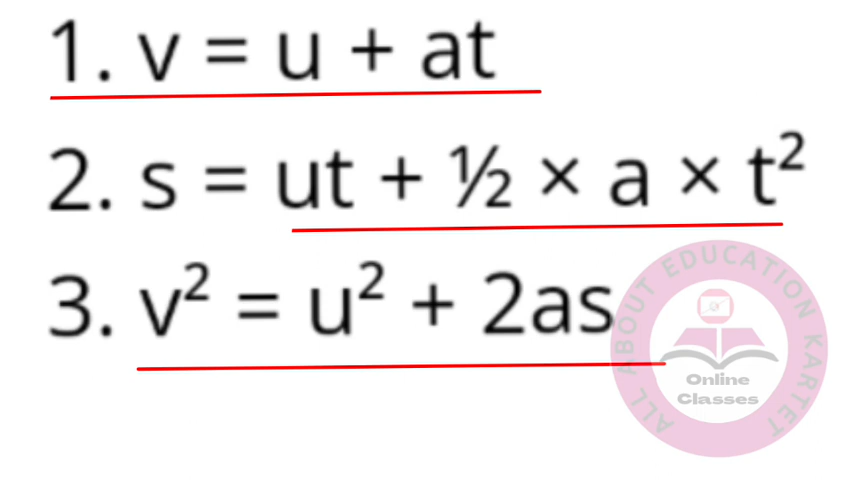 1. v = u + at
2. s = ut + ½ × a × t²
3. v² = u² + 2as
ALL ABOUT EDUCATION KARTET
Online
Classes